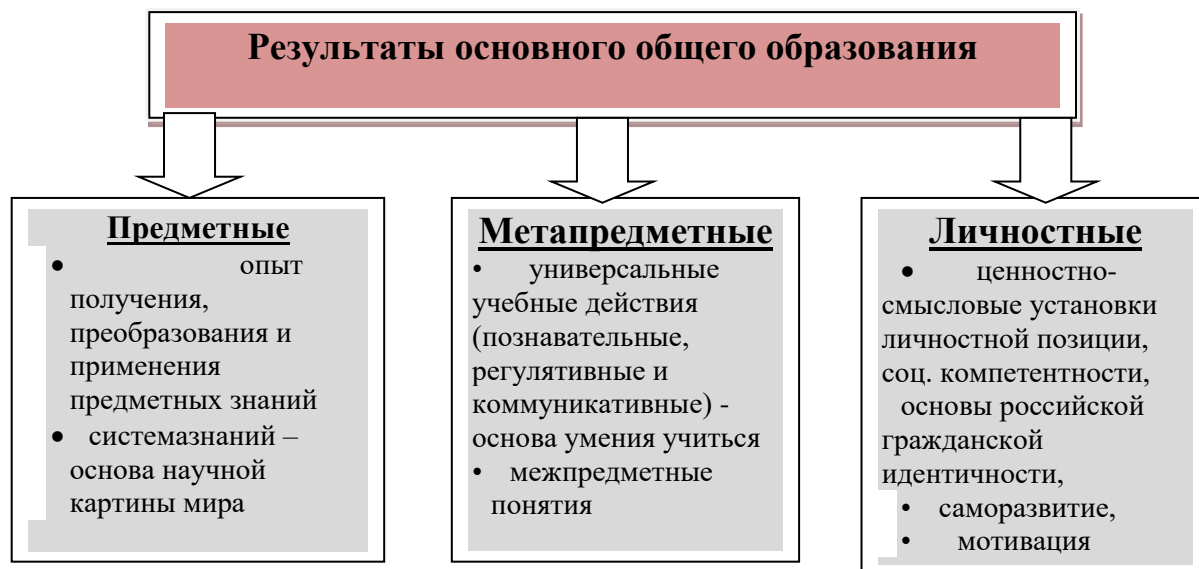 Результаты основного общего образования
Предметные
• опыт
получения,
преобразования и
применения
предметных знаний
• системазнаний –
основа научной
картины мира
Метапредметные
• универсальные
учебные действия
(познавательные,
регулятивные и
коммуникативные) -
основа умения учиться
• межпредметные
понятия
Личностные
• ценностно-
смысловые установки
личностной позиции,
соц. компетентности,
основы российской
гражданской
идентичности,
• саморазвитие,
• мотивация